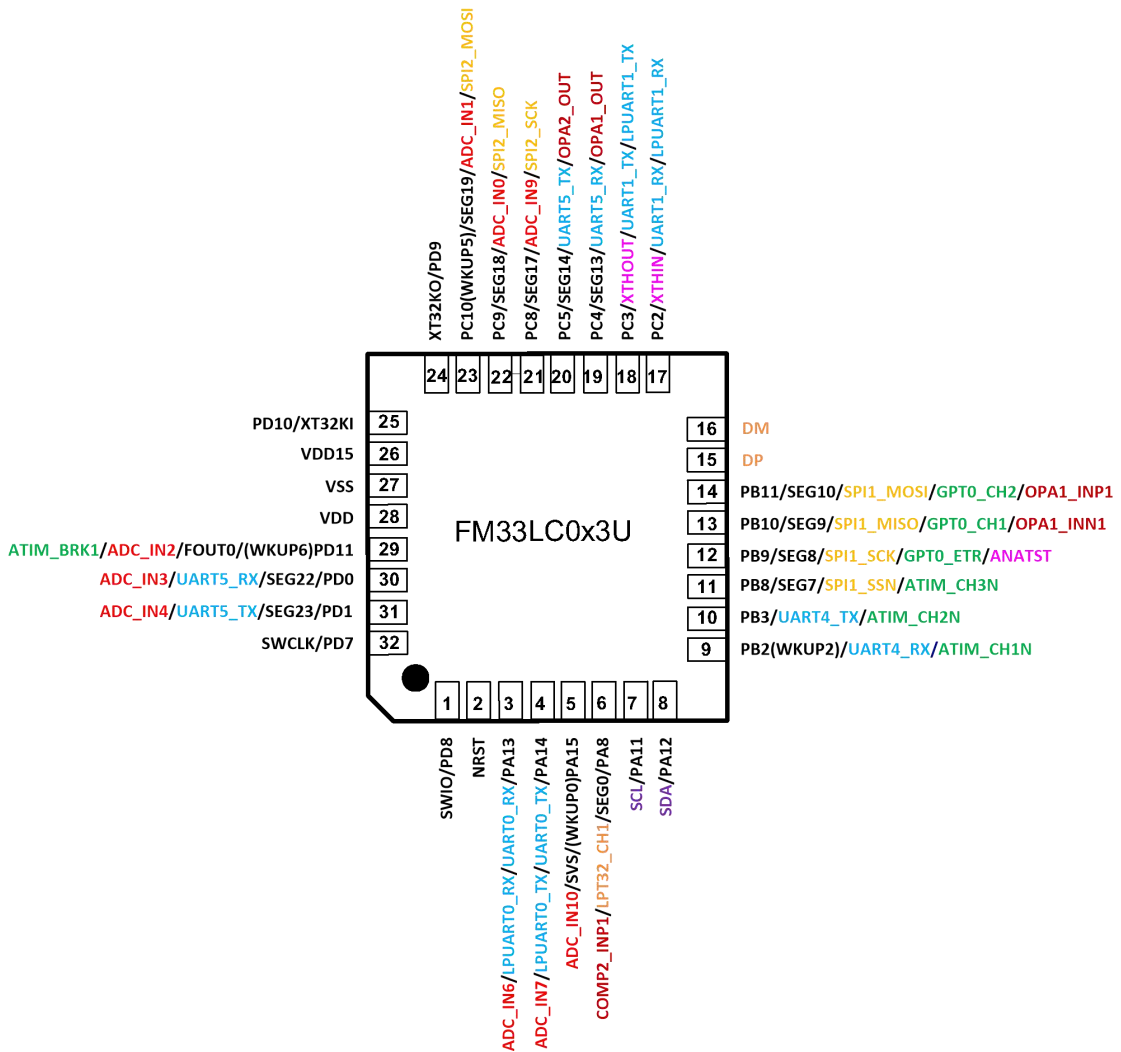 XT32KO/PD9
PC10(WKUP5)/SEG19/ADC_IN1/SPI2_MOSI
PC9/SEG18/ADC_IN0/SPI2_MISO
PC8/SEG17/ADC_IN9/SPI2_SCK
PC5/SEG14/UART5_TX/OPA2_OUT
PC4/SEG13/UART5_RX/OPA1_OUT
PC3/XTHOUT/UART1_TX/LPUART1_TX
PC2/XTHIN/UART1_RX/LPUART1_RX
24 23 22 21 20 19 18 17
PD10/XT32KI 25
VDD15 26
VSS 27
VDD 28
ATIM_BRK1/ADC_IN2/FOUT0/(WKUP6)PD11 29
ADC_IN3/UART5_RX/SEG22/PD0 30
ADC_IN4/UART5_TX/SEG23/PD1 31
SWCLK/PD7 32
FM33LC0x3U
16 DM
15 DP
14 PB11/SEG10/SPI1_MOSI/GPT0_CH2/OPA1_INP1
13 PB10/SEG9/SPI1_MISO/GPT0_CH1/OPA1_INN1
12 PB9/SEG8/SPI1_SCK/GPT0_ETR/ANATST
11 PB8/SEG7/SPI1_SSN/ATIM_CH3N
10 PB3/UART4_TX/ATIM_CH2N
9 PB2(WKUP2)/UART4_RX/ATIM_CH1N
1 2 3 4 5 6 7 8
SWIO/PD8
NRST
ADC_IN6/LPUART0_RX/UART0_RX/PA13
ADC_IN7/LPUART0_TX/UART0_TX/PA14
ADC_IN10/SVS/(WKUP0)PA15
COMP2_INP1/LPT32_CH1/SEG0/PA8
SCL/PA11
SDA/PA12